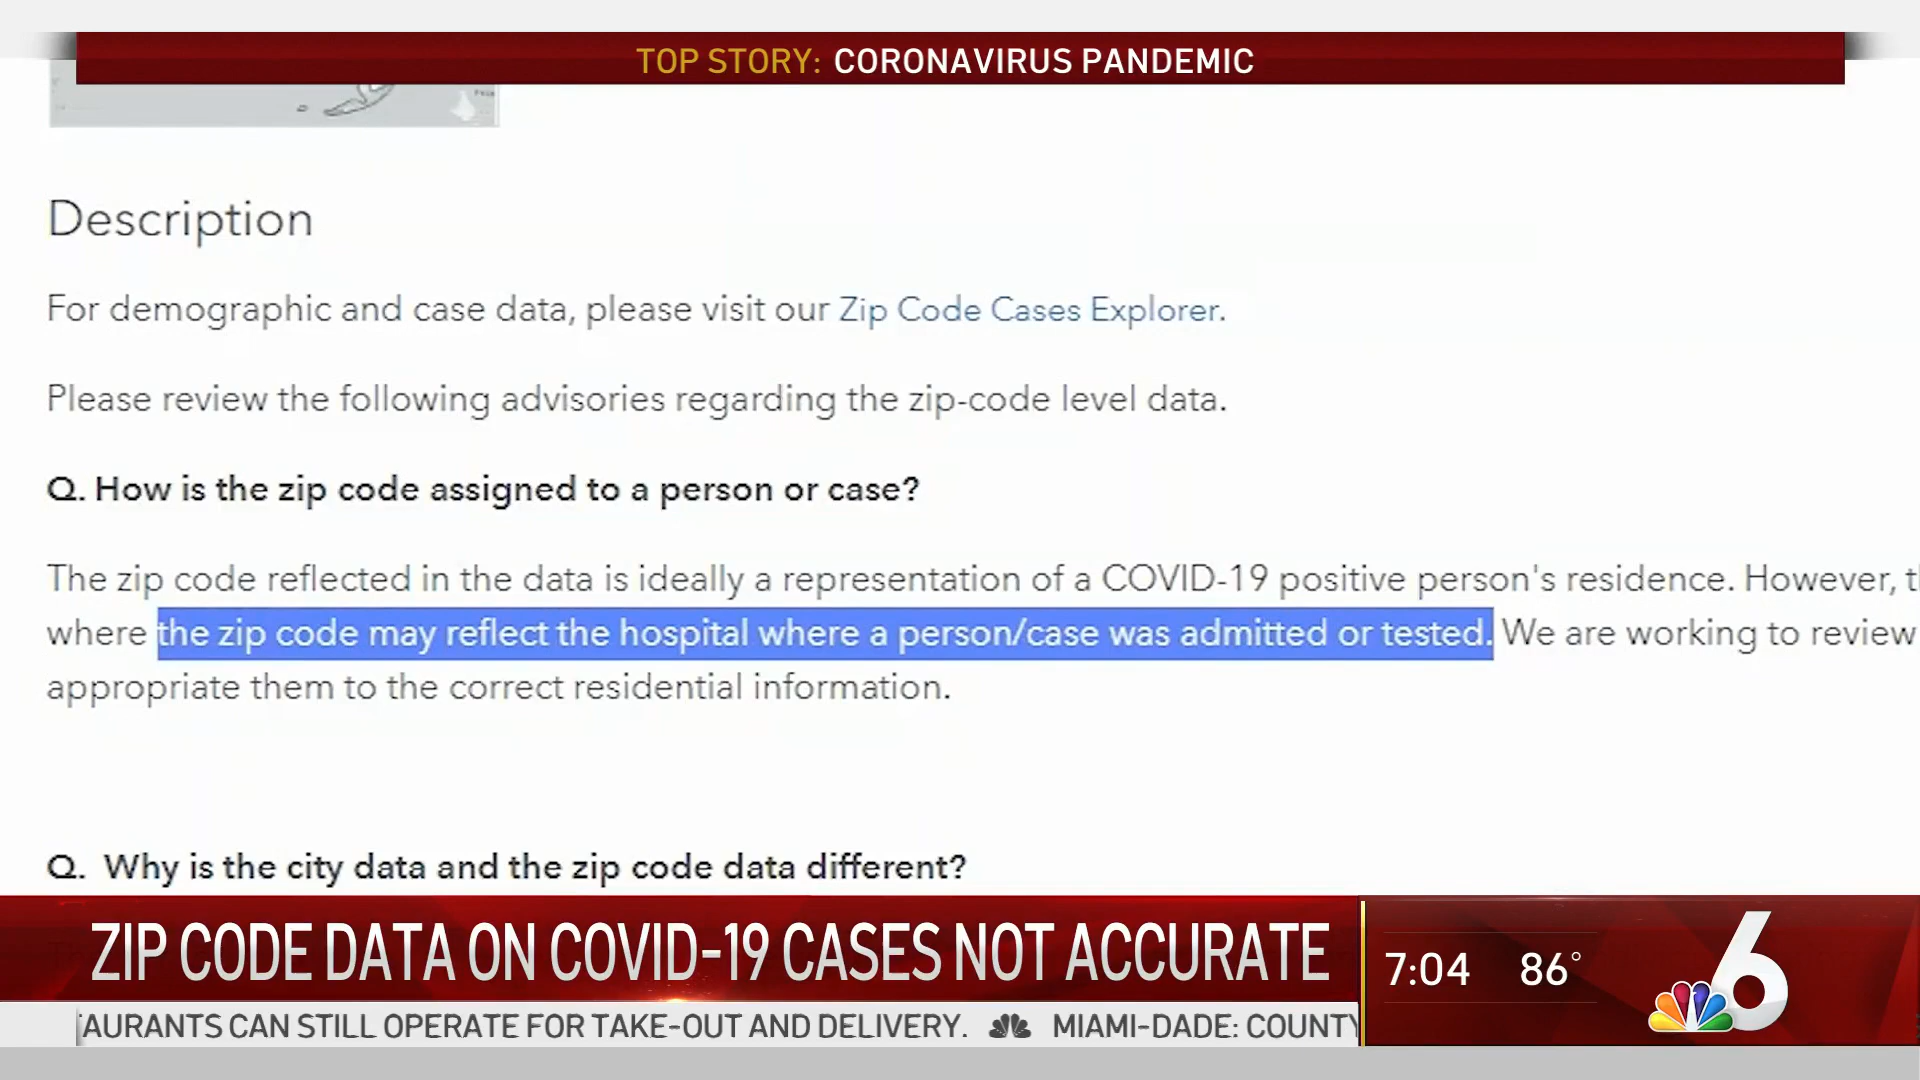 TOP STORY: CORONAVIRUS PANDEMIC
Description
For demographic and case data, please visit our Zip Code Cases Explorer.
Please review the following advisories regarding the zip-code level data.
Q. How is the zip code assigned to a person or case?
The zip code reflected in the data is ideally a representation of a COVID-19 positive person's residence. However, t
where the zip code may reflect the hospital where a person/case was admitted or tested. We are working to review
appropriate them to the correct residential information.
Q. Why is the city data and the zip code data different?
ZIP CODE DATA ON COVID-19 CASES NOT ACCURATE
7:04 86°
6
AURANTS CAN STILL OPERATE FOR TAKE-OUT AND DELIVERY. MIAMI-DADE: COUNTY